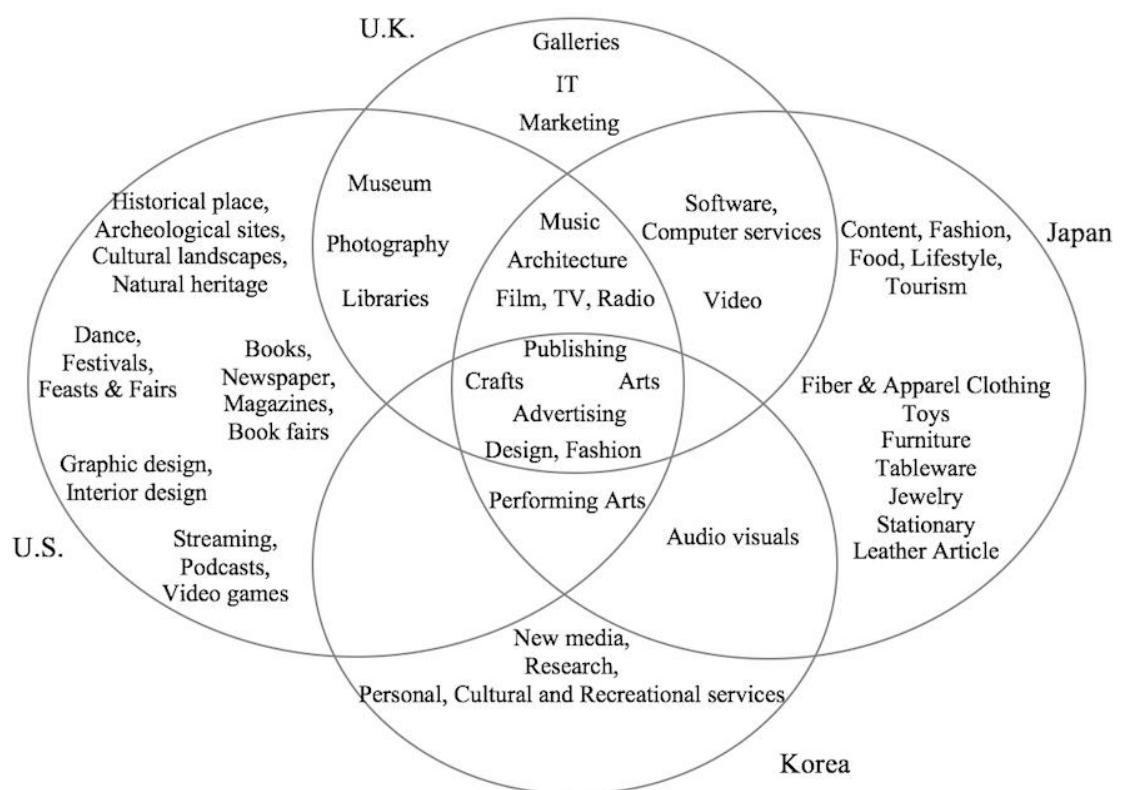 U.K.
Galleries
IT
Marketing
Museum
Photography
Libraries
Historical place,
Archeological sites,
Cultural landscapes,
Natural heritage
Music
Architecture
Film, TV, Radio
Software,
Computer services
Video
Content, Fashion,
Food, Lifestyle,
Tourism
Japan
Dance,
Festivals,
Feasts & Fairs
Books,
Newspaper,
Magazines,
Book fairs
Publishing
Crafts Arts
Advertising
Design, Fashion
Fiber & Apparel Clothing
Toys
Furniture
Tableware
Jewelry
Stationary
Leather Article
Graphic design,
Interior design
Performing Arts
Audio visuals
U.S.
Streaming,
Podcasts,
Video games
New media,
Research,
Personal, Cultural and Recreational services
Korea